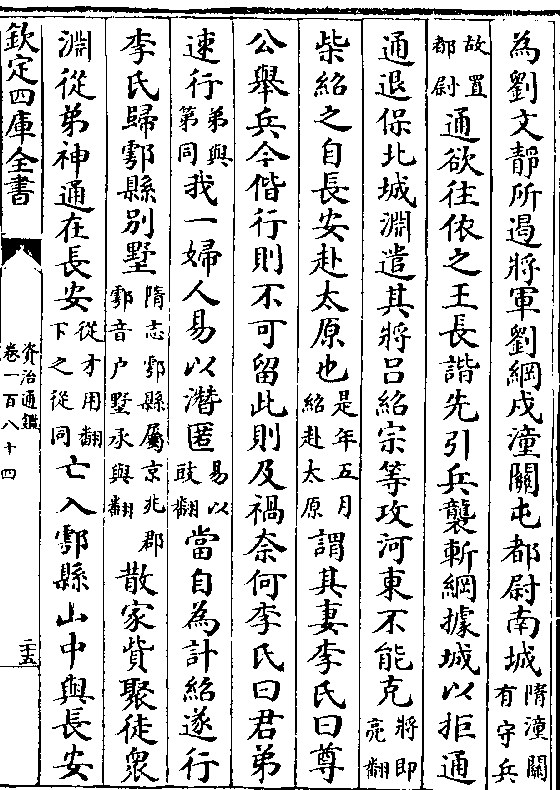 為劉文靜所遏將軍劉綱戍潼關屯都尉南城隋潼關有守兵
故置都尉通欲往依之王長諧先引兵襲斬綱據城以拒通
通退保北城淵遣其將吕紹宗等攻河東不能克將即亮翻
柴紹之自長安赴太原也是年五月紹赴太原謂其妻李氏曰尊
公舉兵今偕行則不可留此則及禍奈何李氏曰君弟
速行弟與第同我一婦人易以潛匿易以豉翻當自為計紹遂行
李氏歸鄠縣別墅隋志鄠縣屬京兆郡鄠音户墅承與翻散家貲聚徒衆
淵從弟神通在長安從才用翻下之從同亡入鄠縣山中與長安
欽定四庫全書
資治通鑑
卷一百八十四
二十五